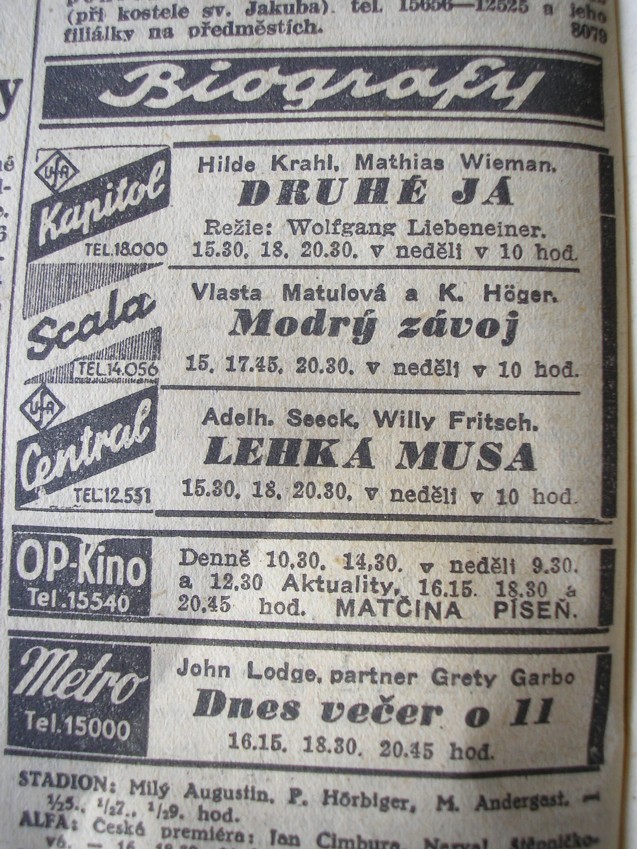 (při kostele sv. Jakuba). tel. 15656—12525 a jeho
filiálky na předměstích. 8079
Biografy
Ufa
Kapitol
TEL.18.000
Hilde Krahl, Mathias Wieman.
DRUHÉ JÁ
Režie: Wolfgang Liebeneiner.
15.30, 18, 20.30. v neděli v 10 hod.
Scala
TEL.14.056
Vlasta Matulová a K. Höger.
Modrý závoj
15, 17.45, 20.30. v neděli v 10 hod.
Ufa
Central
TEL.12.531
Adelh. Seeck, Willy Fritsch.
LEHKÁ MUSA
15.30, 18, 20.30. v neděli v 10 hod.
OP-Kino
Tel.15540
Denně 10,30. 14,30. v neděli 9.30.
a 12,30 Aktuality, 16.15. 18.30 a
20,45 hod. MATČINA PÍSEŇ.
Metro
Tel.15000
John Lodge, partner Grety Garbo
Dnes večer o 11
16.15. 18.30. 20.45 hod.
STADION: Milý Augustin. P. Hörbiger, M. Andergast. —
½5., ½7., ½9. hod.
ALFA: Česká premiéra: Jan Cimbura.